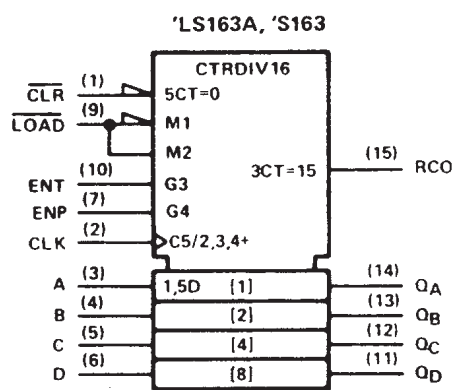 'LS163A, 'S163
CTRDIV16
CLR (1) 5CT=0
LOAD (9) M1
M2
3CT=15 (15) RCO
ENT (10) G3
ENP (7) G4
CLK (2) C5/2,3,4+
A (3) 1,5D [1] (14) QA
B (4) [2] (13) QB
C (5) [4] (12) QC
D (6) [8] (11) QD